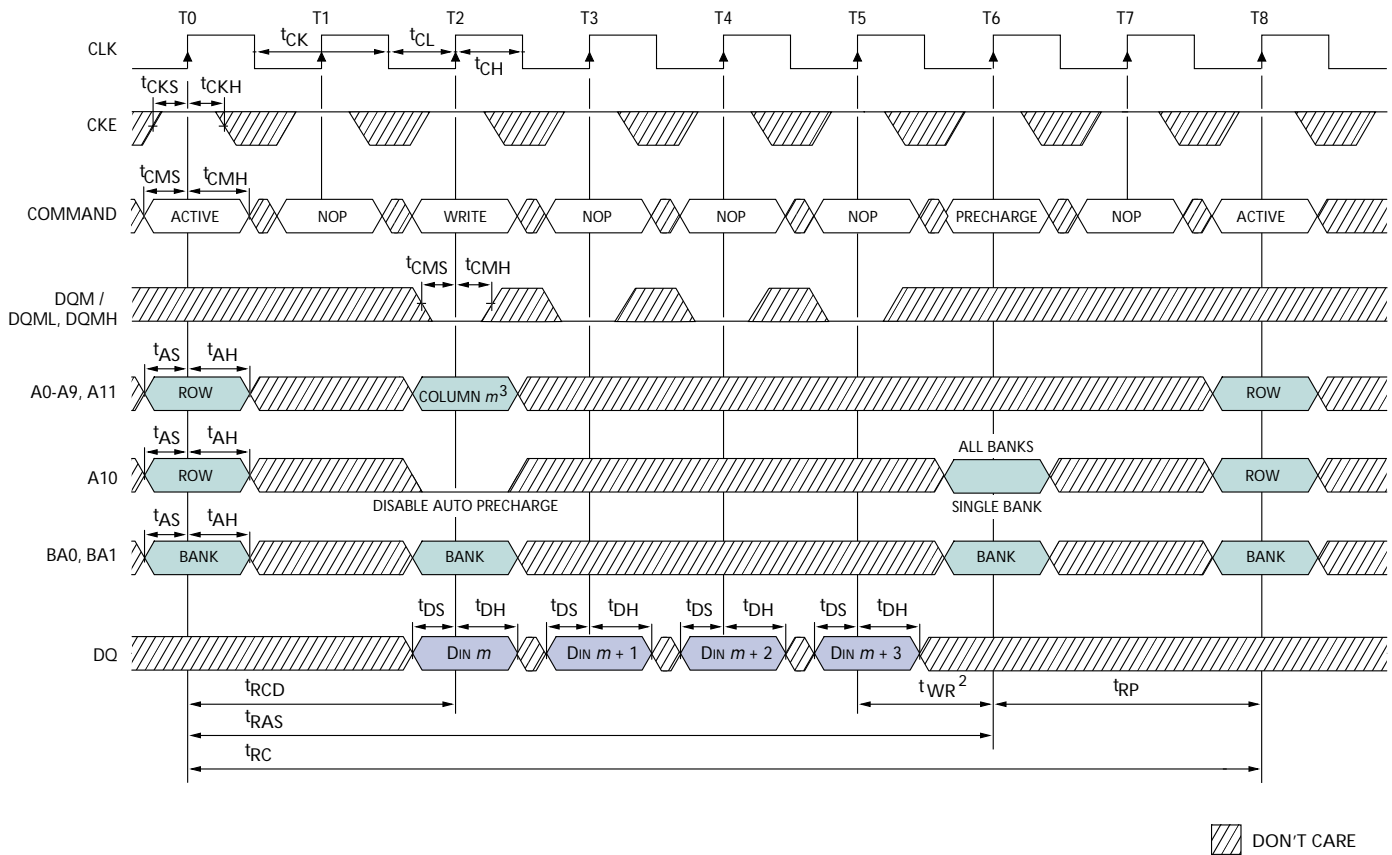 T0 T1 T2 T3 T4 T5 T6 T7 T8
CLK tCK tCL tCH
tCKS tCKH
CKE
tCMS tCMH
COMMAND ACTIVE NOP WRITE NOP NOP NOP PRECHARGE NOP ACTIVE
tCMS tCMH
DQM /
DQML, DQMH
tAS tAH
A0-A9, A11 ROW COLUMN m3 ROW
tAS tAH ALL BANKS
A10 ROW ROW
DISABLE AUTO PRECHARGE SINGLE BANK
tAS tAH
BA0, BA1 BANK BANK BANK BANK
tDS tDH tDS tDH tDS tDH tDS tDH
DQ DIN m DIN m + 1 DIN m + 2 DIN m + 3
tRCD tWR2 tRP
tRAS
tRC
DON'T CARE